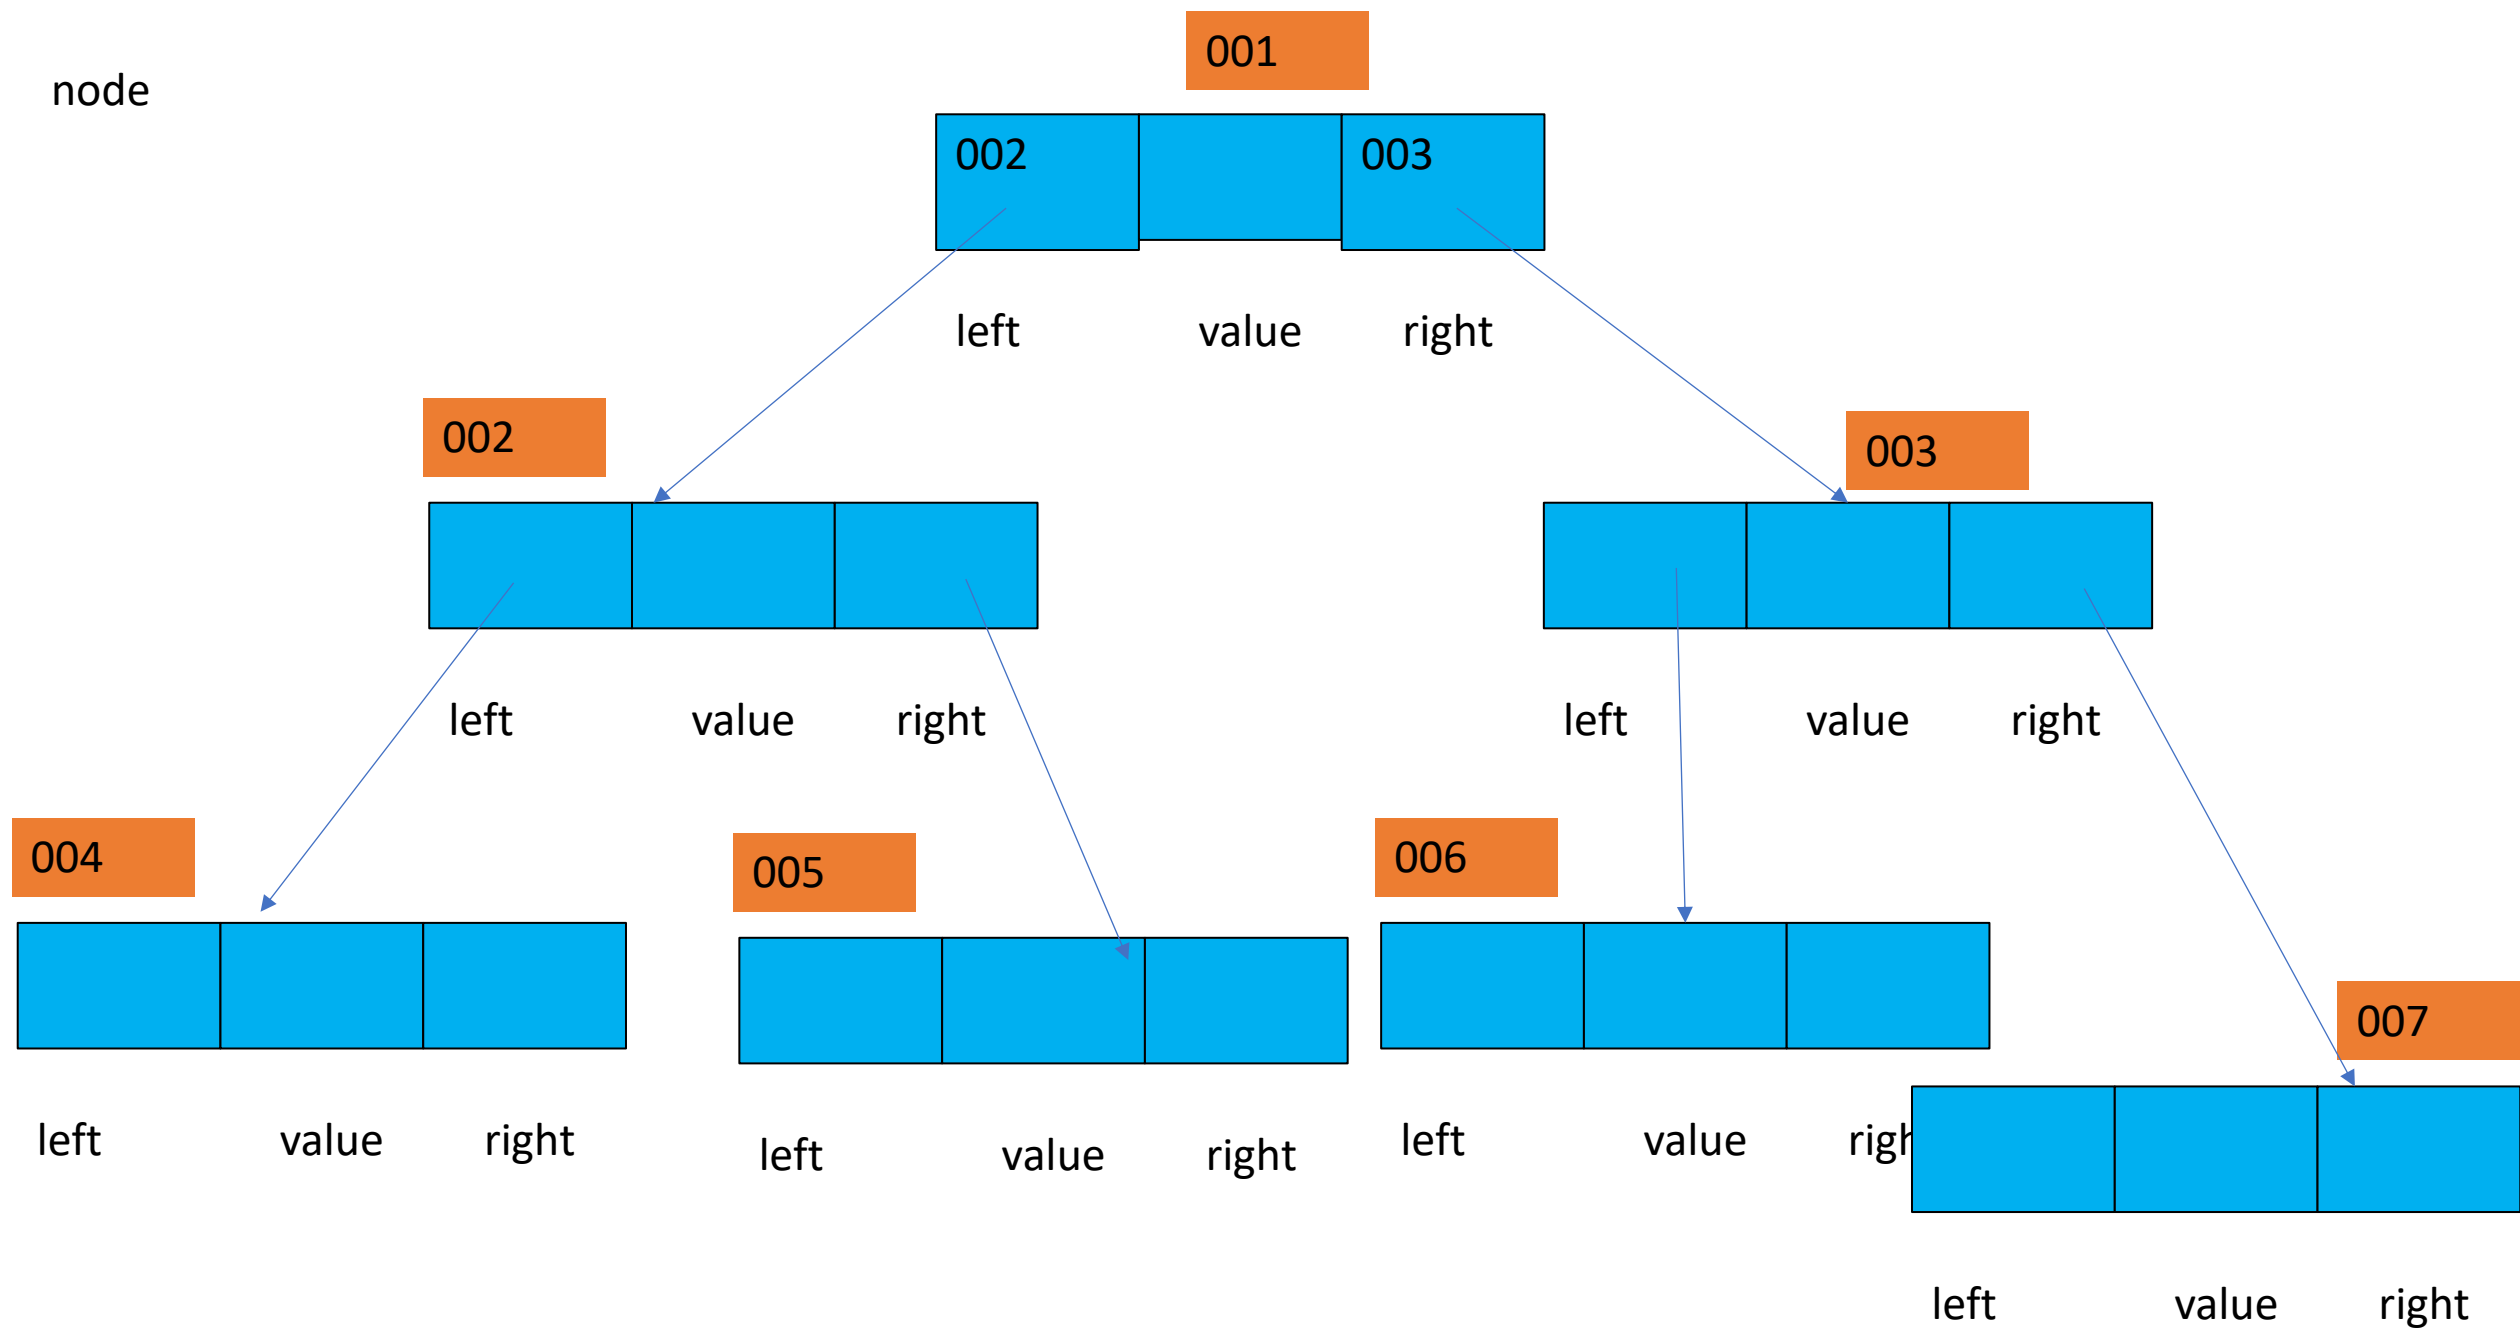 001
node
002 003
left value right
002
003
left value right
left value right
004
005
006
007
left value right
left value right
left value righ
left value right